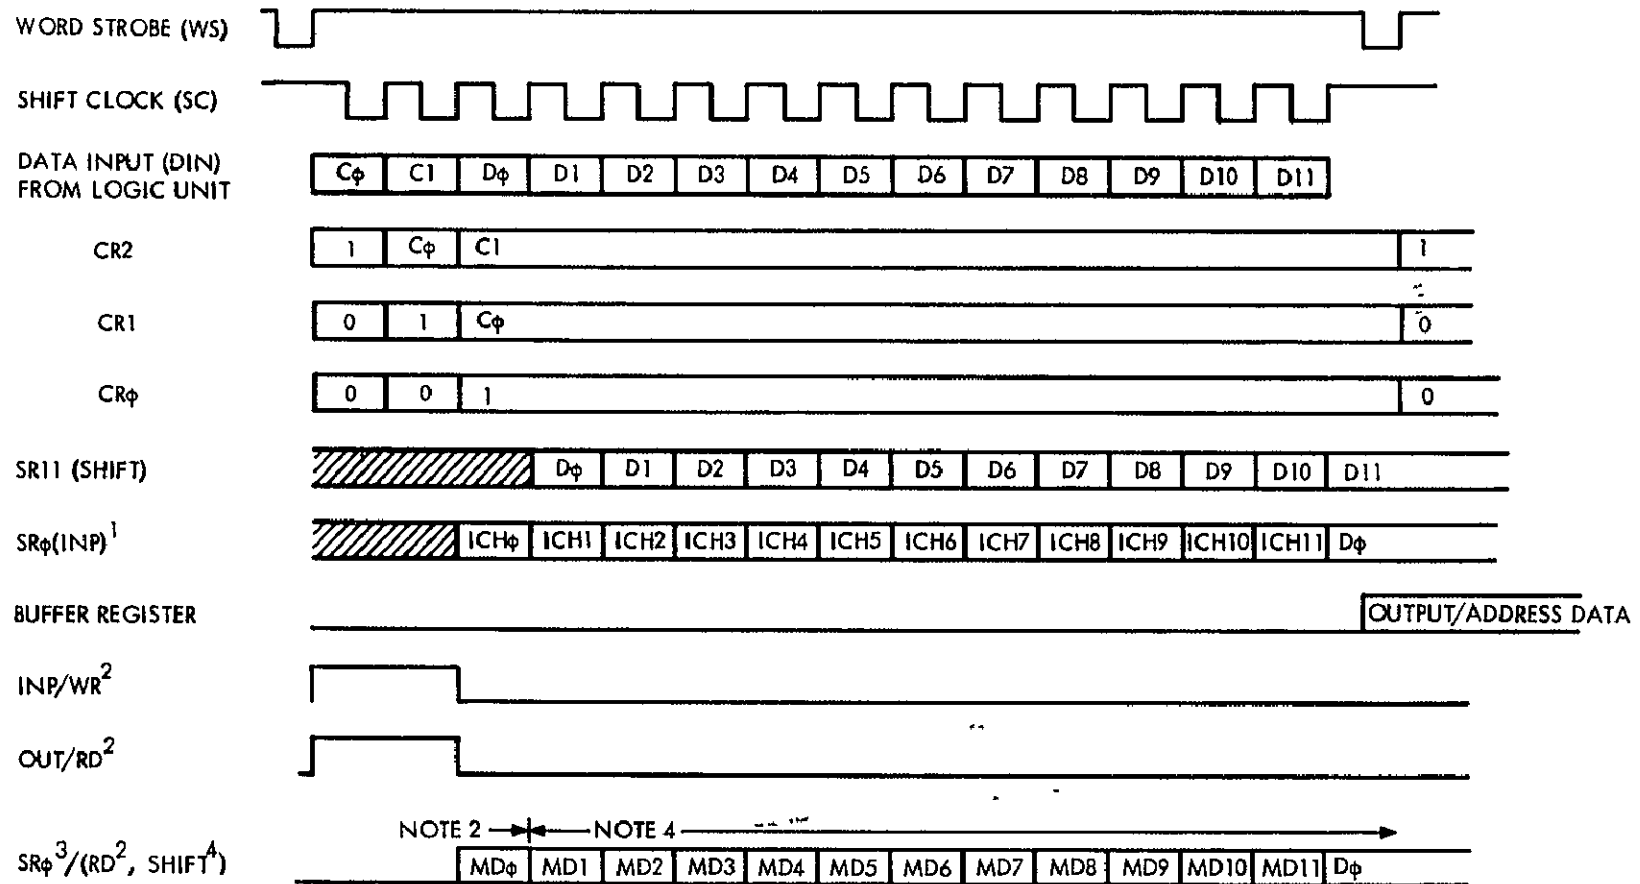 WORD STROBE (WS)
SHIFT CLOCK (SC)
DATA INPUT (DIN)
FROM LOGIC UNIT
Cφ C1 Dφ D1 D2 D3 D4 D5 D6 D7 D8 D9 D10 D11
CR2 1 Cφ C1 1
CR1 0 1 Cφ 0
CRφ 0 0 1 0
SR11 (SHIFT) Dφ D1 D2 D3 D4 D5 D6 D7 D8 D9 D10 D11
SRφ(INP)¹ ICHφ ICH1 ICH2 ICH3 ICH4 ICH5 ICH6 ICH7 ICH8 ICH9 ICH10 ICH11 Dφ
BUFFER REGISTER OUTPUT/ADDRESS DATA
INP/WR²
OUT/RD²
NOTE 2 NOTE 4
SRφ³/(RD², SHIFT⁴) MDφ MD1 MD2 MD3 MD4 MD5 MD6 MD7 MD8 MD9 MD10 MD11 Dφ